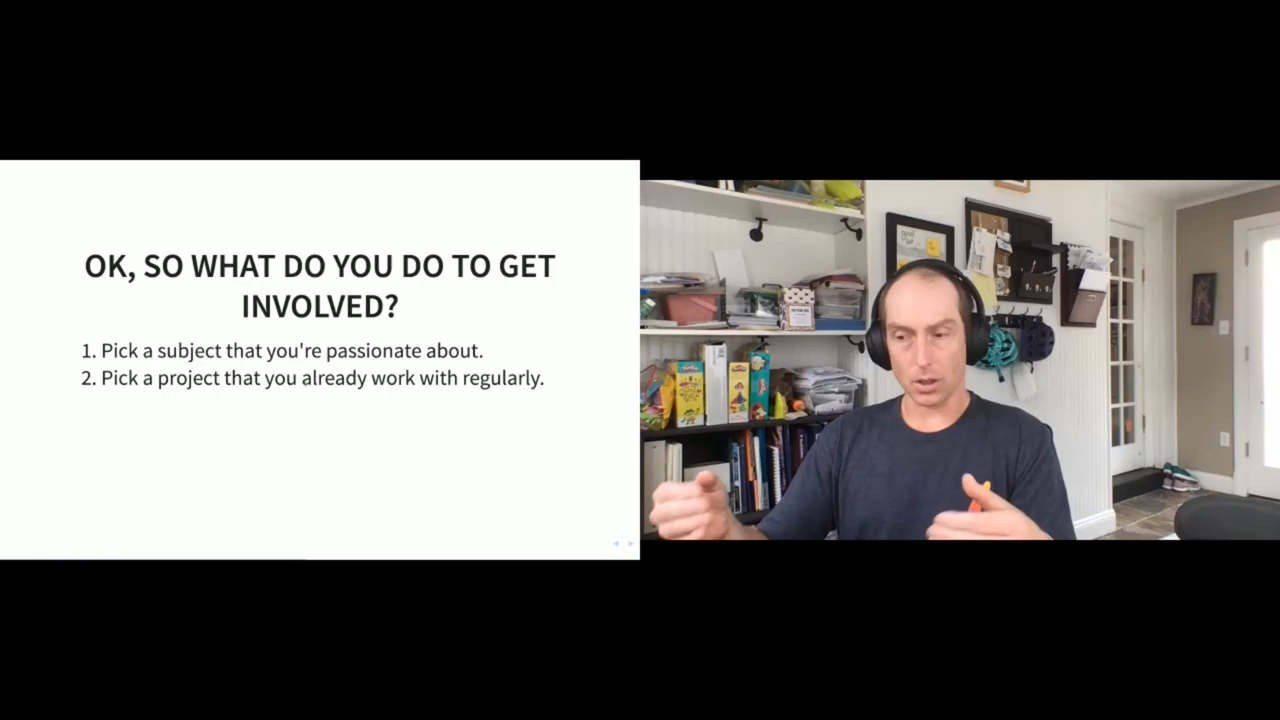 OK, SO WHAT DO YOU DO TO GET
INVOLVED?
1. Pick a subject that you're passionate about.
2. Pick a project that you already work with regularly.